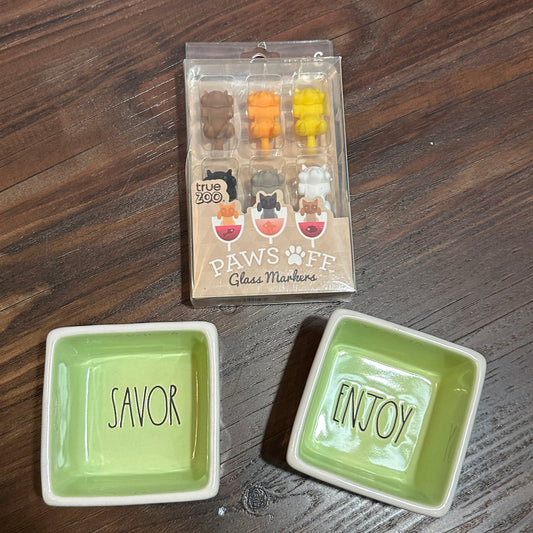 true
ZOO
PAWS OFF
Glass Markers
SAVOR
ENJOY